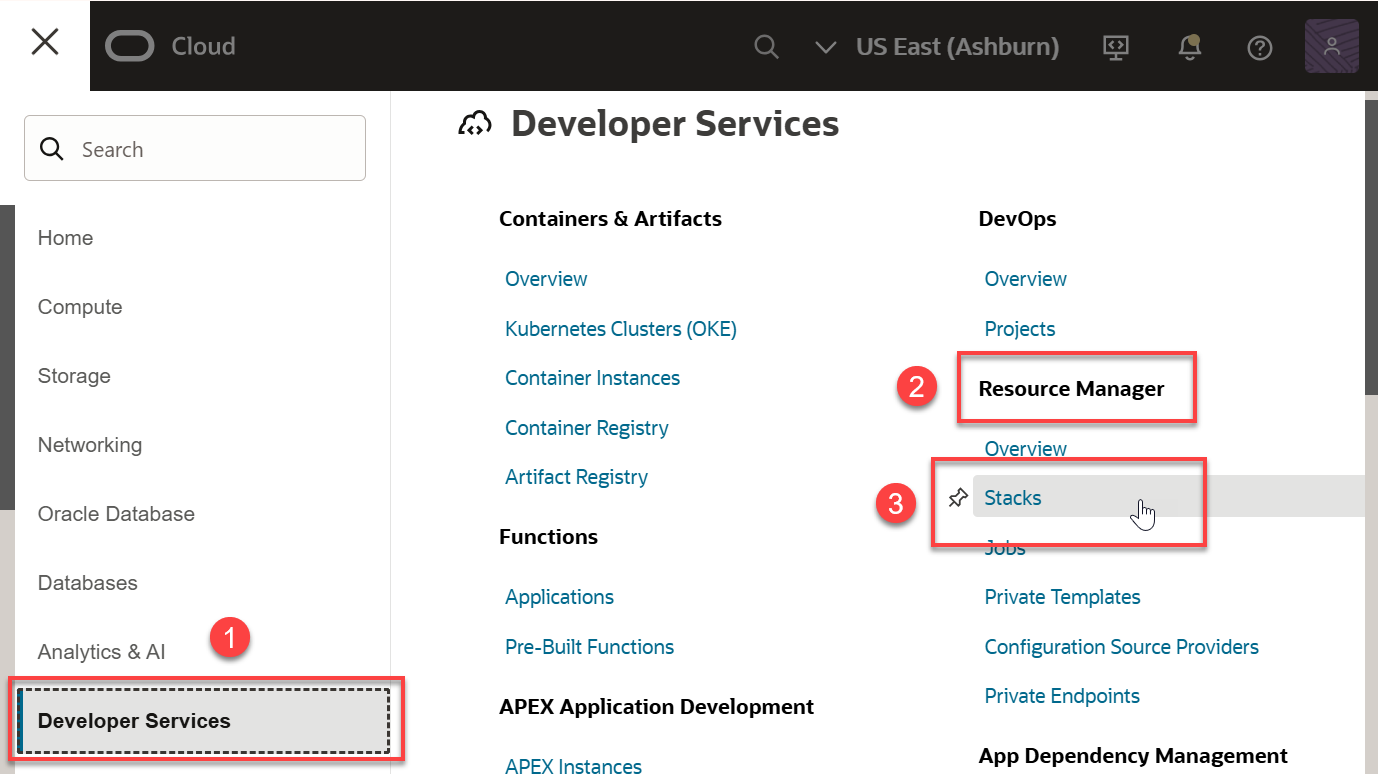 Cloud
US East (Ashburn)
Search
Home
Compute
Storage
Networking
Oracle Database
Databases
Analytics & AI
1
Developer Services
Developer Services
Containers & Artifacts
Overview
Kubernetes Clusters (OKE)
Container Instances
Container Registry
Artifact Registry
Functions
Applications
Pre-Built Functions
APEX Application Development
APEX Instances
DevOps
Overview
Projects
2
Resource Manager
Overview
3
Stacks
Jobs
Private Templates
Configuration Source Providers
Private Endpoints
App Dependency Management